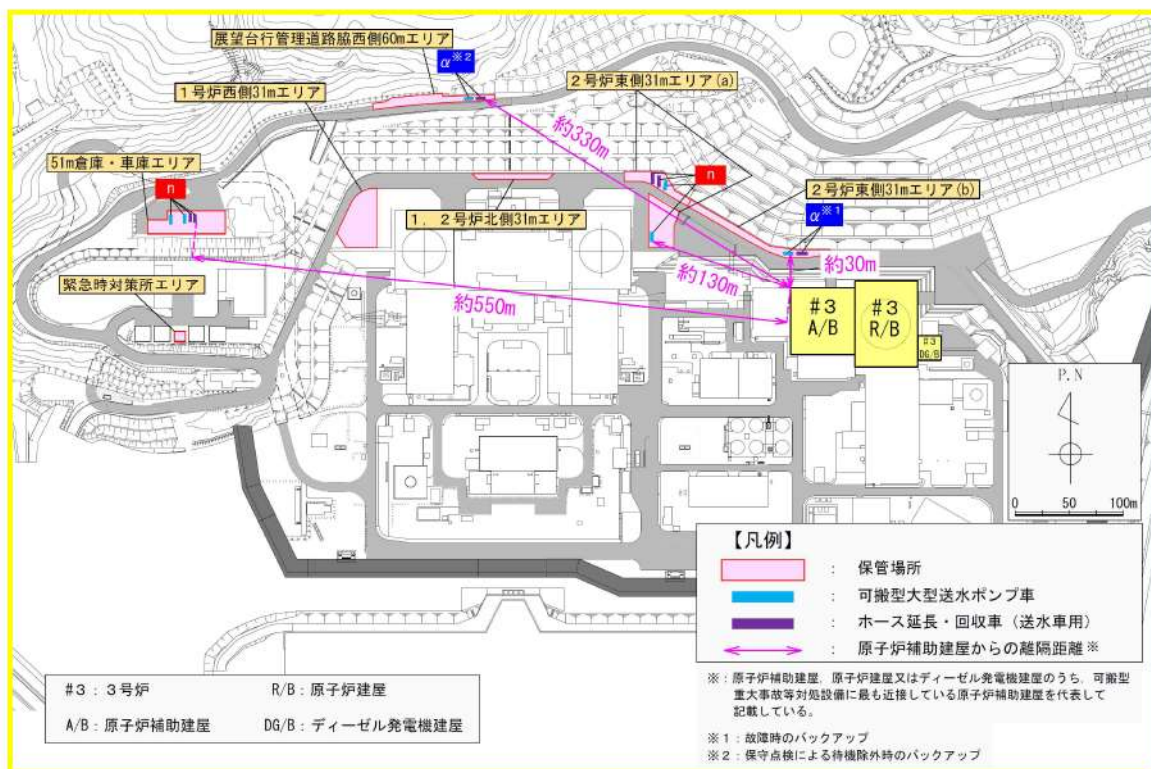 展望台行管理道路脇西側60mエリア
α※2
1号炉西側31mエリア
2号炉東側31mエリア(a)
約330m
51m倉庫・車庫エリア
n
n
2号炉東側31mエリア(b)
α※1
1．2号炉北側31mエリア
約30m
約130m
緊急時対策所エリア
約550m
#3
A/B
#3
R/B
#3
DG/B
P.N
0 50 100m
【凡例】
： 保管場所
： 可搬型大型送水ポンプ車
： ホース延長・回収車（送水車用）
： 原子炉補助建屋からの離隔距離※
#3：3号炉 R/B：原子炉建屋
A/B：原子炉補助建屋 DG/B：ディーゼル発電機建屋
※：原子炉補助建屋，原子炉建屋又はディーゼル発電機建屋のうち，可搬型
重大事故等対処設備に最も近接している原子炉補助建屋を代表して
記載している。
※1：故障時のバックアップ
※2：保守点検による待機除外時のバックアップ